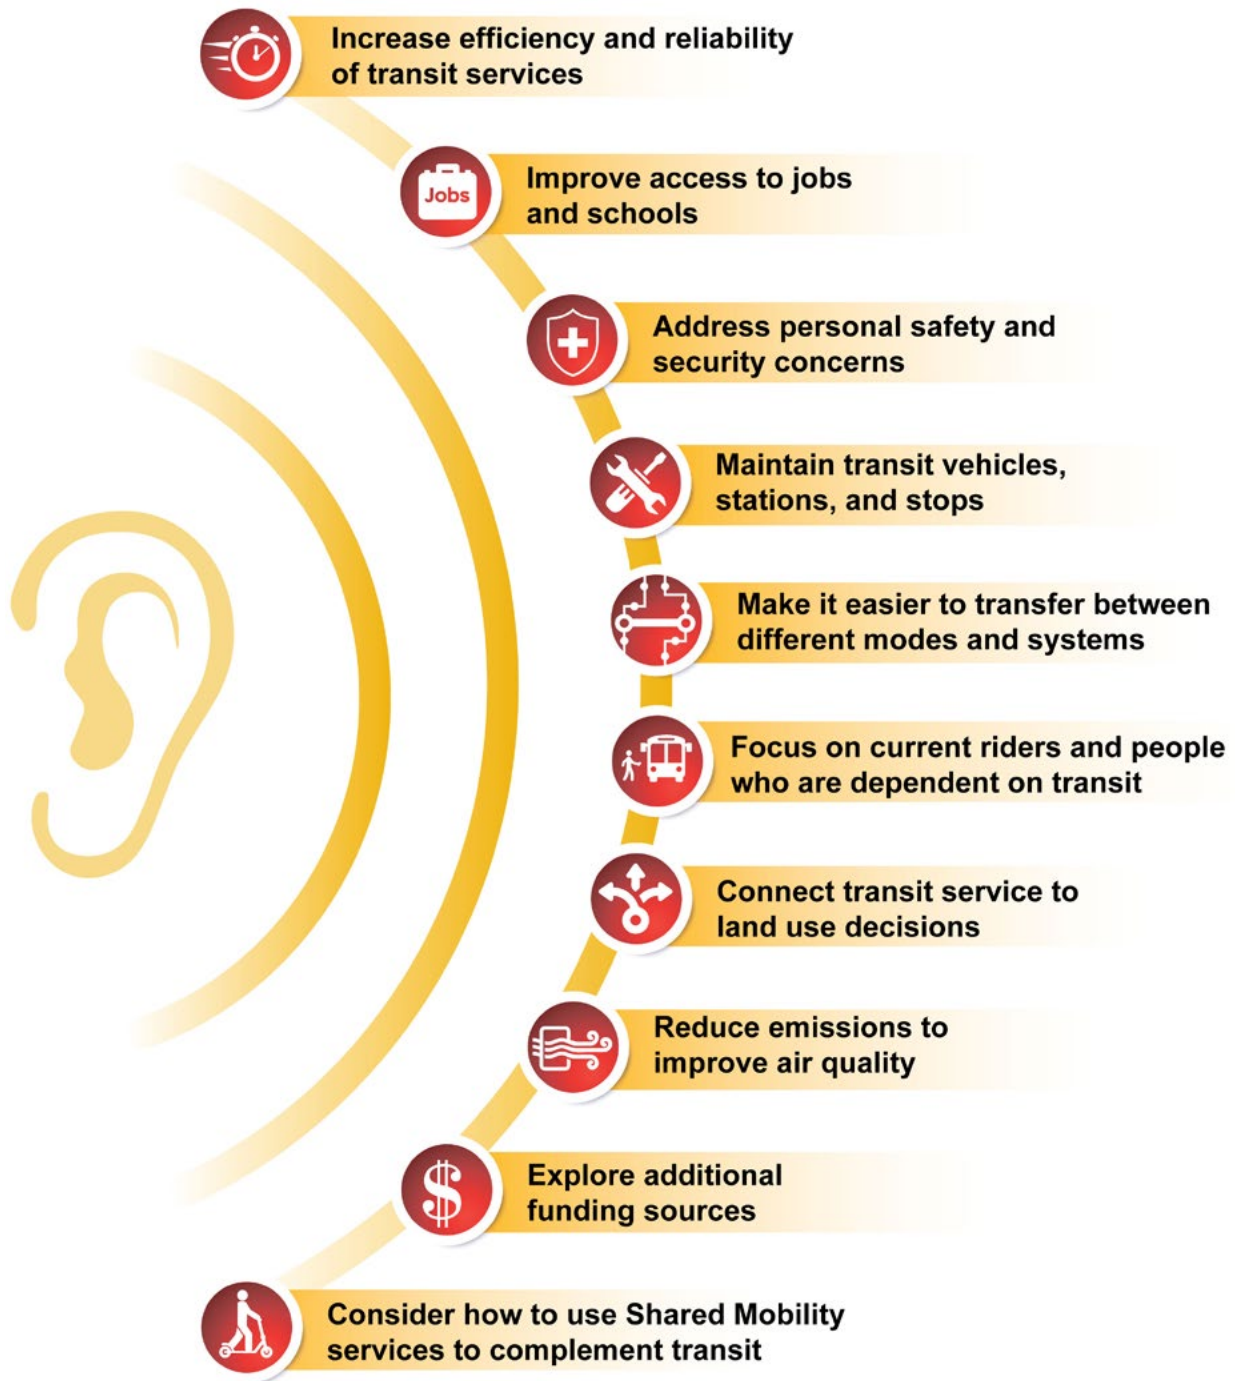 Increase efficiency and reliability
of transit services
Jobs
Improve access to jobs
and schools
Address personal safety and
security concerns
Maintain transit vehicles,
stations, and stops
Make it easier to transfer between
different modes and systems
Focus on current riders and people
who are dependent on transit
Connect transit service to
land use decisions
Reduce emissions to
improve air quality
$
Explore additional
funding sources
Consider how to use Shared Mobility
services to complement transit